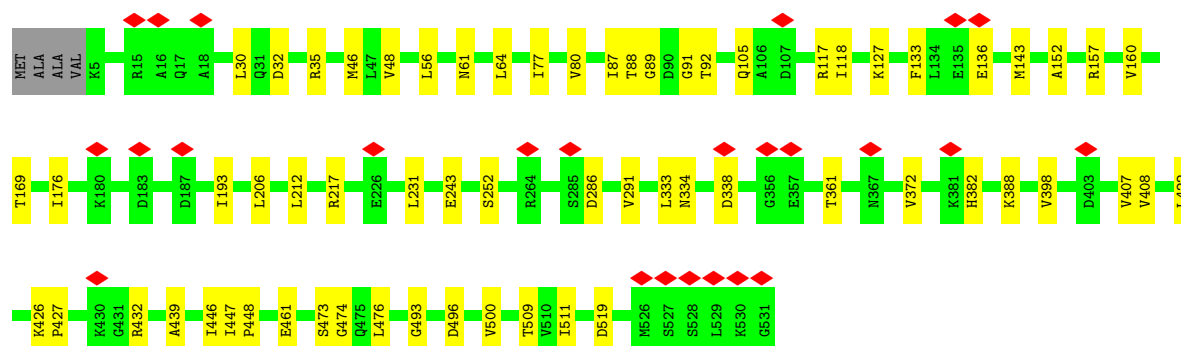 MET ALA ALA VAL K5 R15 A16 Q17 A18 L30 Q31 D32 R35 M46 L47 V48 L56 N61 L64 I77 V80 I87 T88 G89 D90 G91 T92 Q105 A106 D107 R117 I118 K127 F133 L134 E135 E136 M143 A152 R157 V160
T169 I176 K180 D183 D187 I193 L206 L212 R217 E226 L231 E243 S252 R264 S285 D286 V291 L333 N334 D338 G356 E357 T361 N367 V372 K381 H382 K388 V398 D403 V407 V408
K426 P427 K430 G431 R432 A439 I446 I447 P448 E461 S473 G474 Q475 L476 G493 D496 V500 T509 V510 I511 D519 M526 S527 S528 L529 K530 G531